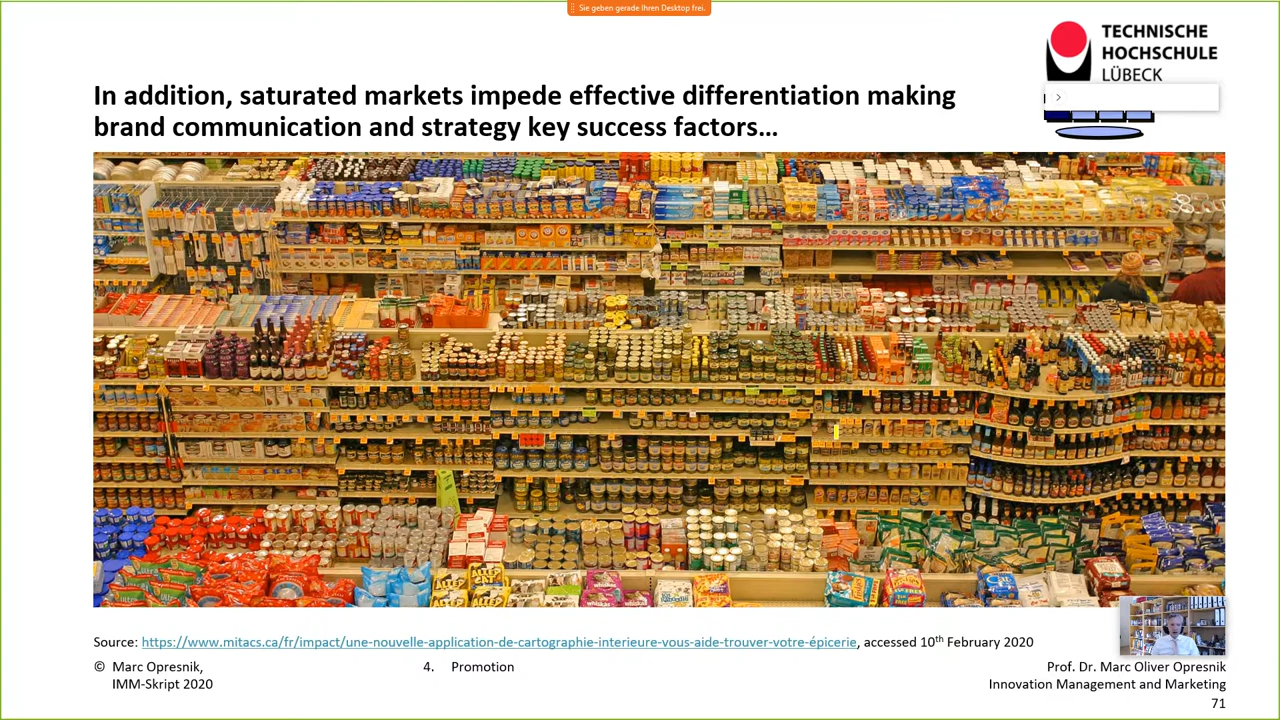 Sie geben gerade Ihren Desktop frei.
TECHNISCHE
HOCHSCHULE
LÜBECK
In addition, saturated markets impede effective differentiation making
brand communication and strategy key success factors…
Source: https://www.mitacs.ca/fr/impact/une-nouvelle-application-de-cartographie-interieure-vous-aide-trouver-votre-épicerie, accessed 10th February 2020
© Marc Opresnik,
IMM-Skript 2020
4. Promotion
Prof. Dr. Marc Oliver Opresnik
Innovation Management and Marketing
71